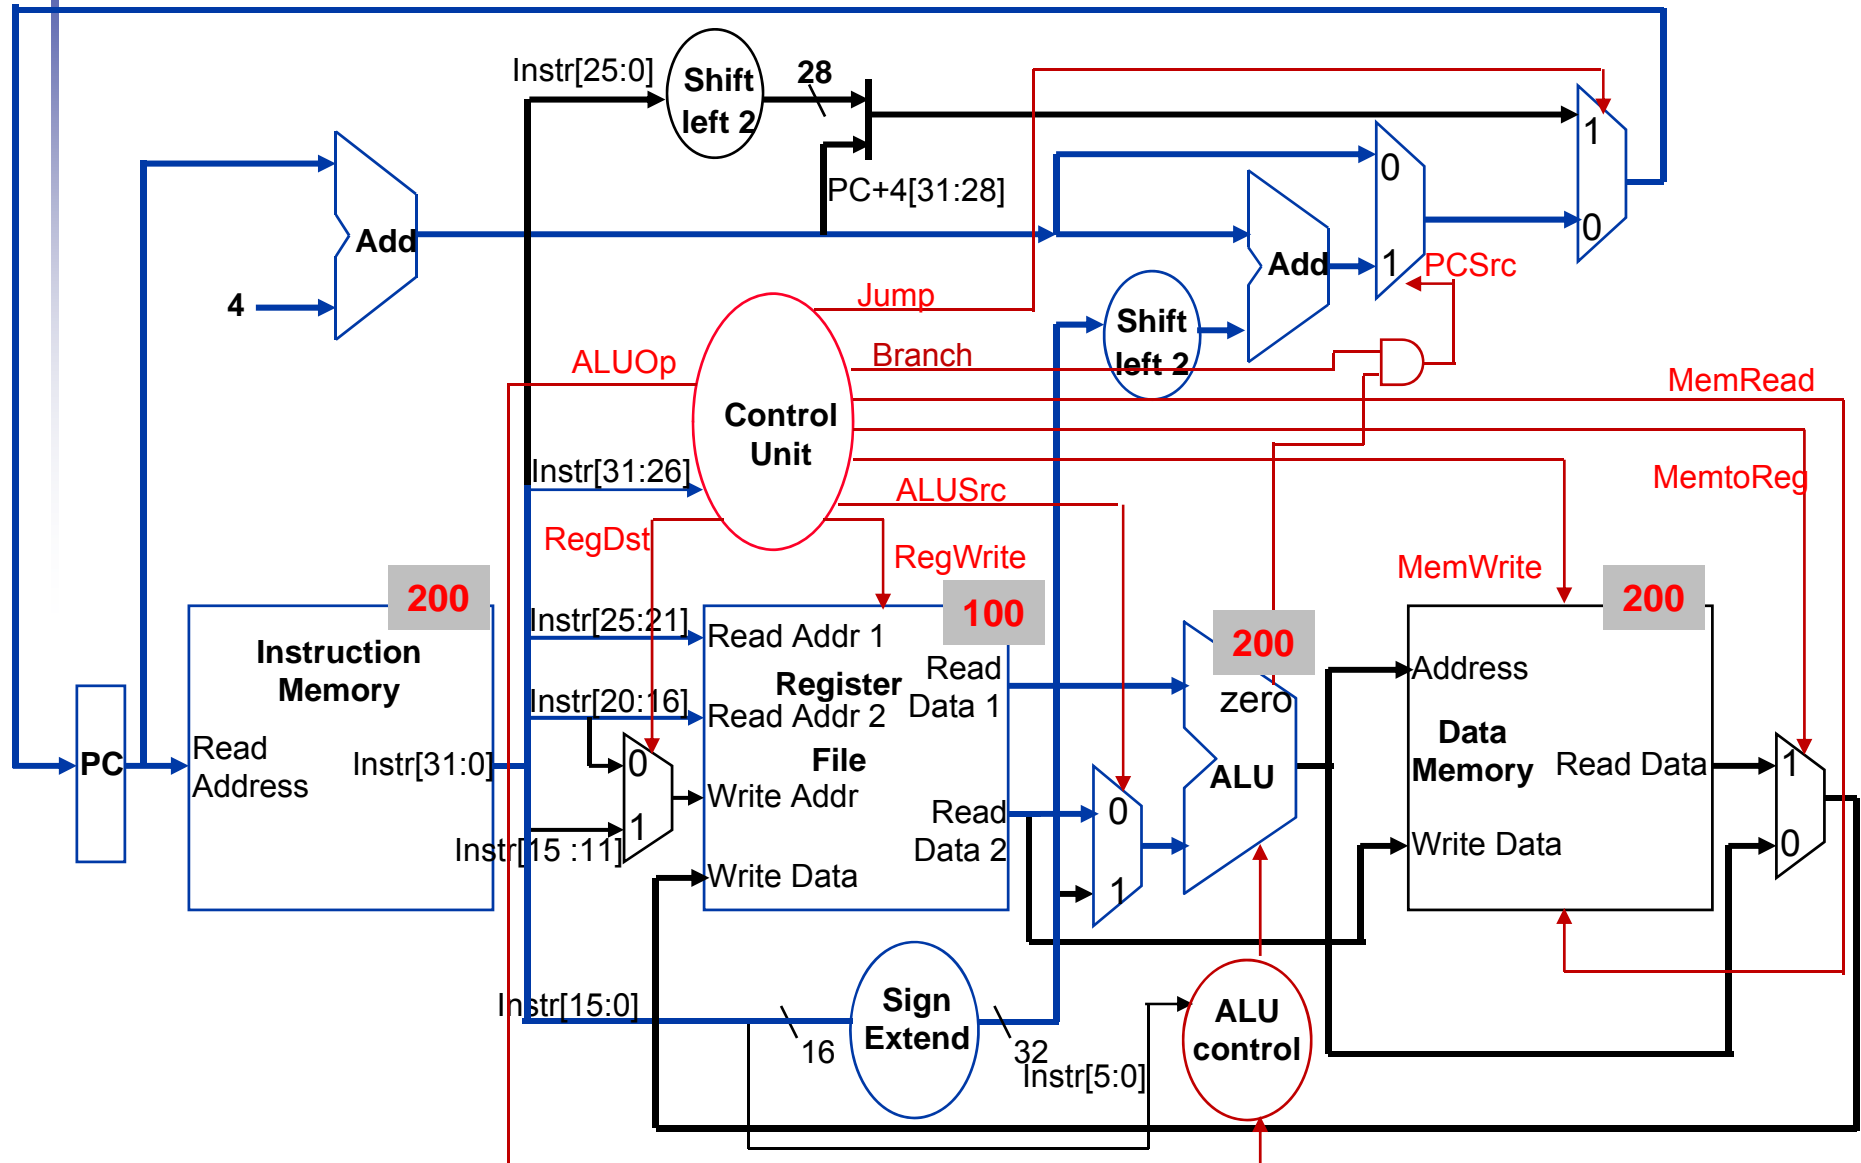 Instr[25:0]
Shift
left 2
28
1
0
PC+4[31:28]
Add
0
1
Add
PCSrc
4
Jump
Shift
left 2
ALUOp
Branch
MemRead
Control
Unit
Instr[31:26]
ALUSrc
MemtoReg
RegDst
RegWrite
MemWrite
200
100
200
200
Instruction
Memory
Instr[25:21]
Read Addr 1
Read
Data 1
Register
Address
Instr[20:16]
Read Addr 2
zero
Data
Memory
PC
Read
Address
Instr[31:0]
0
File
ALU
Read Data
1
Write Addr
1
Read
Data 2
0
Instr[15 :11]
Write Data
Write Data
0
1
Instr[15:0]
Sign
Extend
16
32
ALU
control
Instr[5:0]